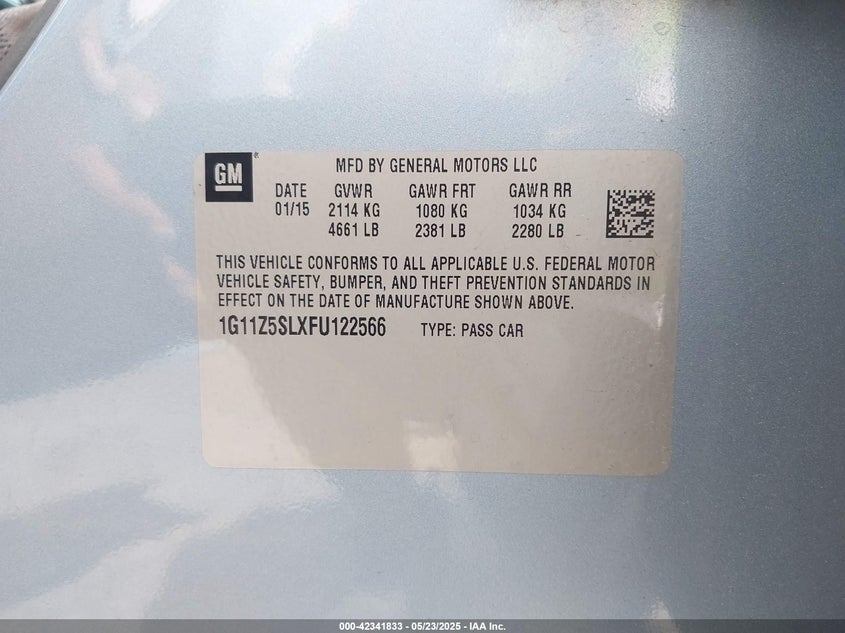 GM
MFD BY GENERAL MOTORS LLC
DATE GVWR GAWR FRT GAWR RR
01/15 2114 KG 1080 KG 1034 KG
4661 LB 2381 LB 2280 LB
THIS VEHICLE CONFORMS TO ALL APPLICABLE U.S. FEDERAL MOTOR
VEHICLE SAFETY, BUMPER, AND THEFT PREVENTION STANDARDS IN
EFFECT ON THE DATE OF MANUFACTURE SHOWN ABOVE.
1G11Z5SLXFU122566 TYPE: PASS CAR
000-42341833 - 05/23/2025 - IAA Inc.